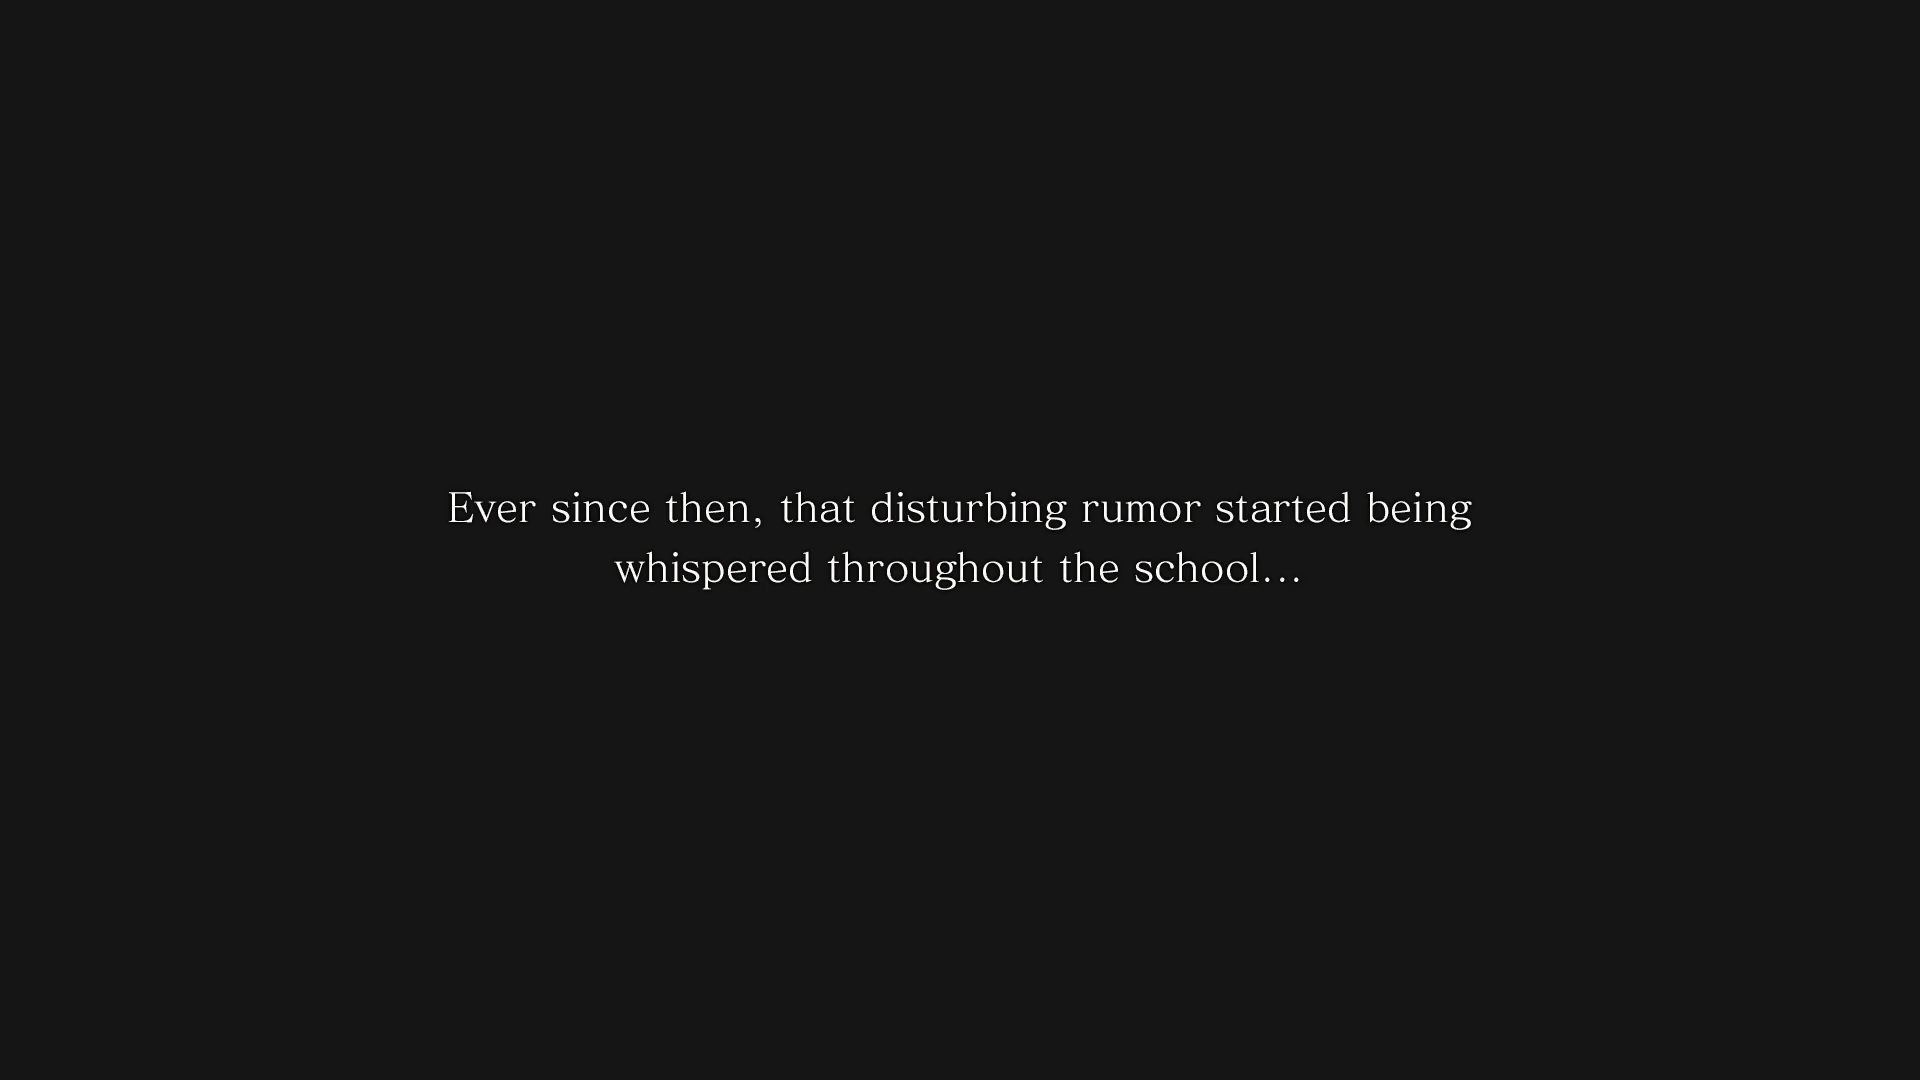 Ever since then, that disturbing rumor started being
whispered throughout the school...